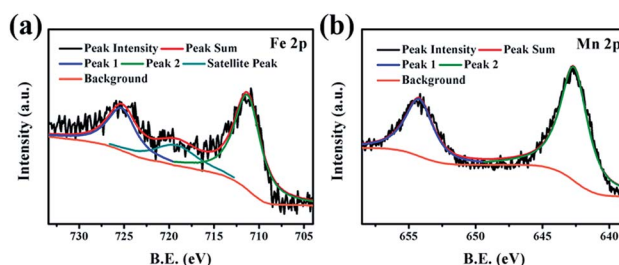 (a)
Fe 2p
Peak Intensity Peak Sum
Peak 1 Peak 2 Satellite Peak
Background
Intensity (a.u.)
730 725 720 715 710 705
B.E. (eV)
(b)
Mn 2p
Peak Intensity Peak Sum
Peak 1 Peak 2
Background
Intensity (a.u.)
655 650 645 640
B.E. (eV)